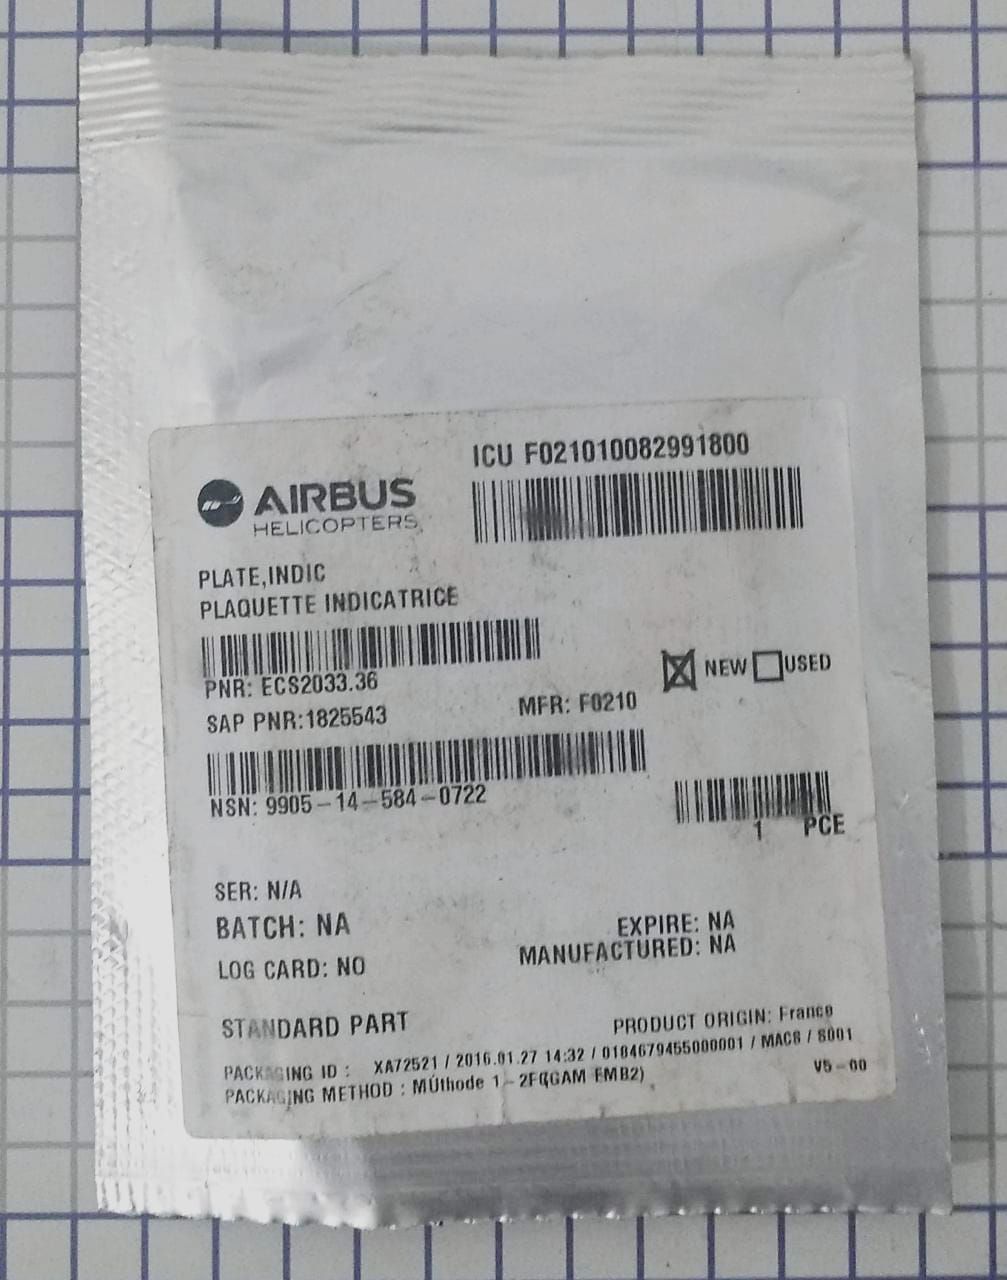 ICU F021010082991800
AIRBUS
HELICOPTERS
PLATE,INDIC
PLAQUETTE INDICATRICE
PNR: ECS2033.36
NEW USED
SAP PNR:1825543 MFR: F0210
NSN: 9905-14-584-0722
1 PCE
SER: N/A
BATCH: NA EXPIRE: NA
MANUFACTURED: NA
LOG CARD: NO
STANDARD PART PRODUCT ORIGIN: France
PACKAGING ID : XA72521 / 2016.01.27 14:32 / 0184679455000001 / MACS / S001
PACKAGING METHOD : MÚthode 1 - 2F(GAM EMB2) V5-00